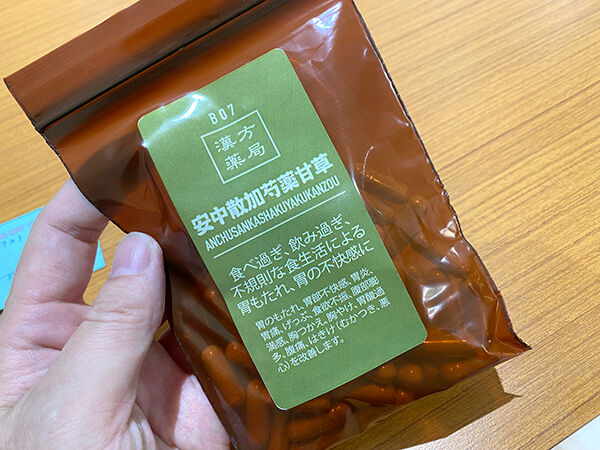 B07
漢方
薬局
安中散加芍薬甘草
ANCHUSANKASHAKUYAKUKANZOU
食べ過ぎ、飲み過ぎ、
不規則な食生活による
胃もたれ、胃の不快感に
胃のもたれ、胃部不快感、胃炎、
胃痛、げっぷ、食欲不振、腹部膨
満感、胸つかえ、胸やけ、胃酸過
多、腹痛、はきけ(むかつき、悪
心)を改善します。